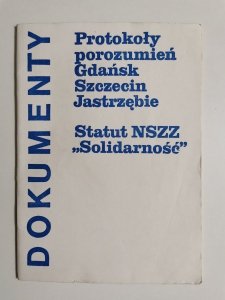 DOKUMENTY
Protokoły
porozumień
Gdańsk
Szczecin
Jastrzębie
Statut NSZZ
„Solidarność”